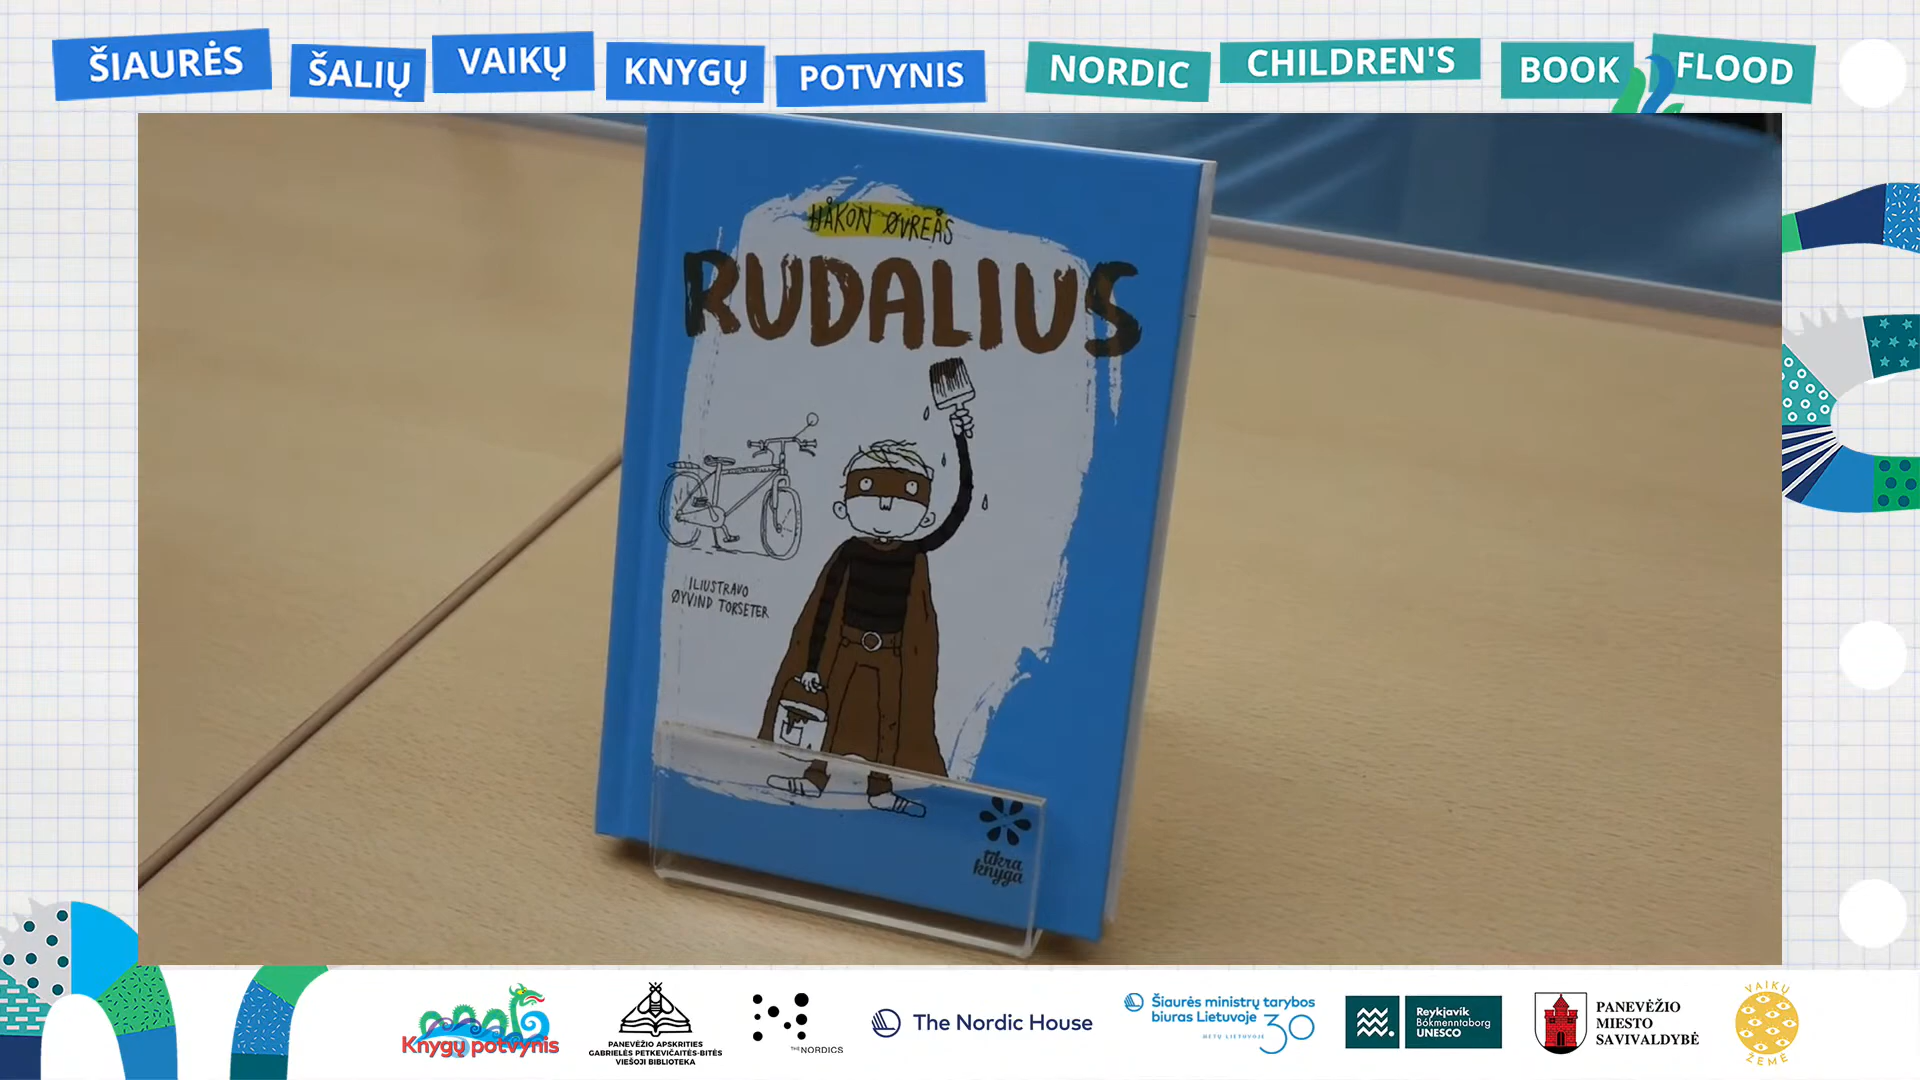 ŠIAURĖS ŠALIŲ VAIKŲ KNYGŲ POTVYNIS NORDIC CHILDREN'S BOOK FLOOD
HÅKON ØVREÅS
RUDALIUS
ILIUSTRAVO
ØYVIND TORSETER
tikra
knyga
Knygų potvynis
PANEVĖŽIO APSKRITIES
GABRIELĖS PETKEVIČAITĖS-BITĖS
VIEŠOJI BIBLIOTEKA
THE NORDICS
The Nordic House
Šiaurės ministrų tarybos
biuras Lietuvoje
METŲ LIETUVOJE 30
Reykjavík
Bókmenntaborg
UNESCO
PANEVĖŽIO
MIESTO
SAVIVALDYBĖ
VAIKŲ
ŽEMĖ